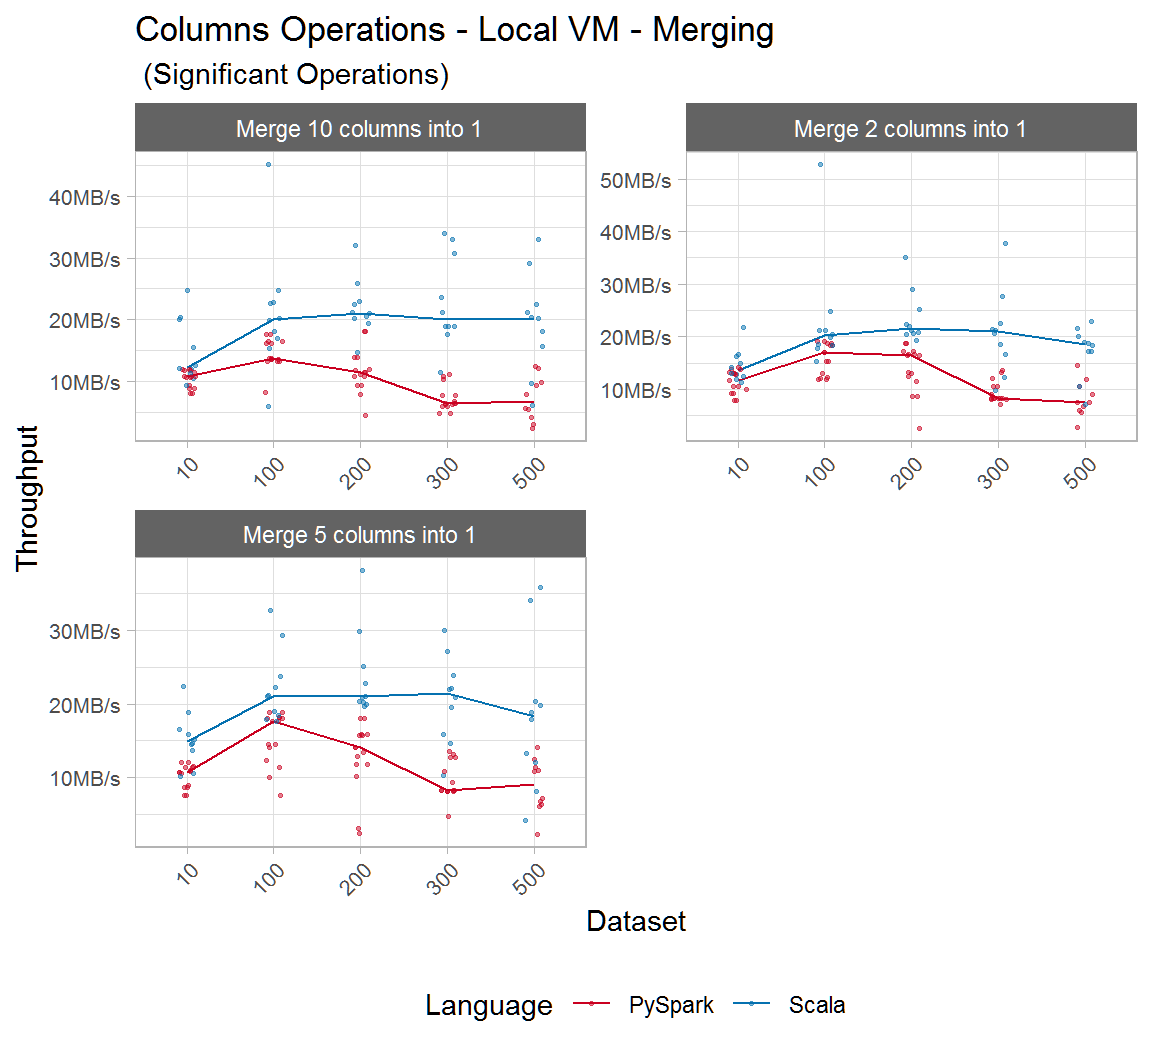 Columns Operations - Local VM - Merging
(Significant Operations)
Merge 10 columns into 1
Merge 2 columns into 1
40MB/s
30MB/s
20MB/s
10MB/s
50MB/s
40MB/s
30MB/s
20MB/s
10MB/s
10 100 200 300 500
10 100 200 300 500
Throughput
Merge 5 columns into 1
30MB/s
20MB/s
10MB/s
10 100 200 300 500
Dataset
Language PySpark Scala